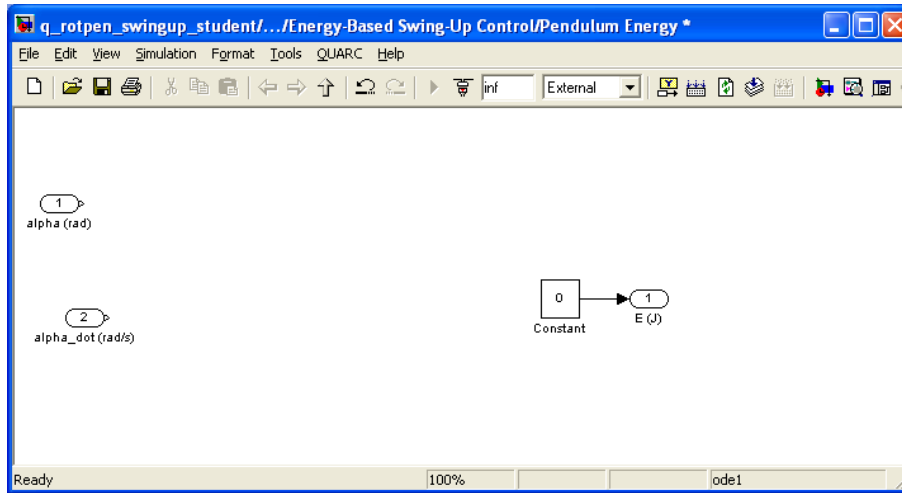 q_rotpen_swingup_student/.../Energy-Based Swing-Up Control/Pendulum Energy *
File Edit View Simulation Format Tools QUARC Help
inf External
1
alpha (rad)
2
alpha_dot (rad/s)
0
Constant
1
E (J)
Ready 100% ode1